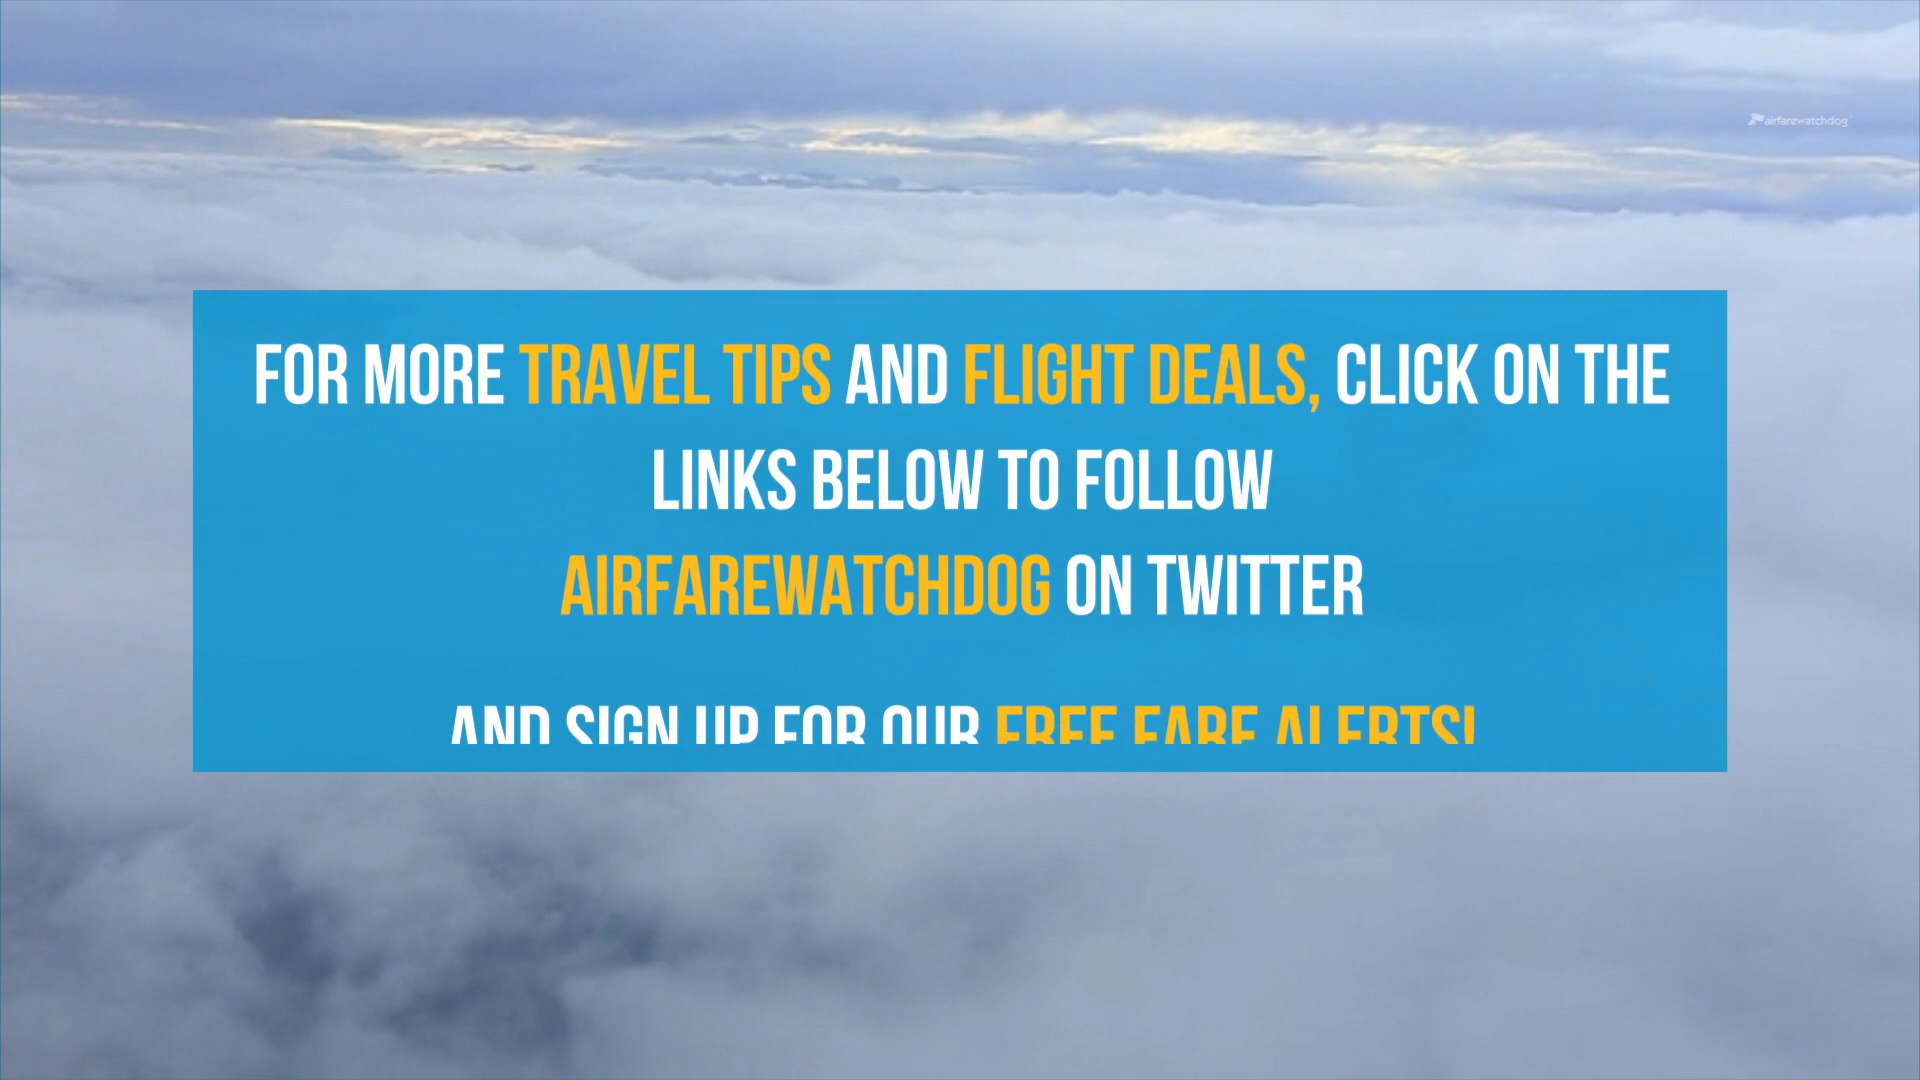 airfarewatchdog
FOR MORE TRAVEL TIPS AND FLIGHT DEALS, CLICK ON THE
LINKS BELOW TO FOLLOW
AIRFAREWATCHDOG ON TWITTER
AND SIGN UP FOR OUR FREE FARE ALERTS!